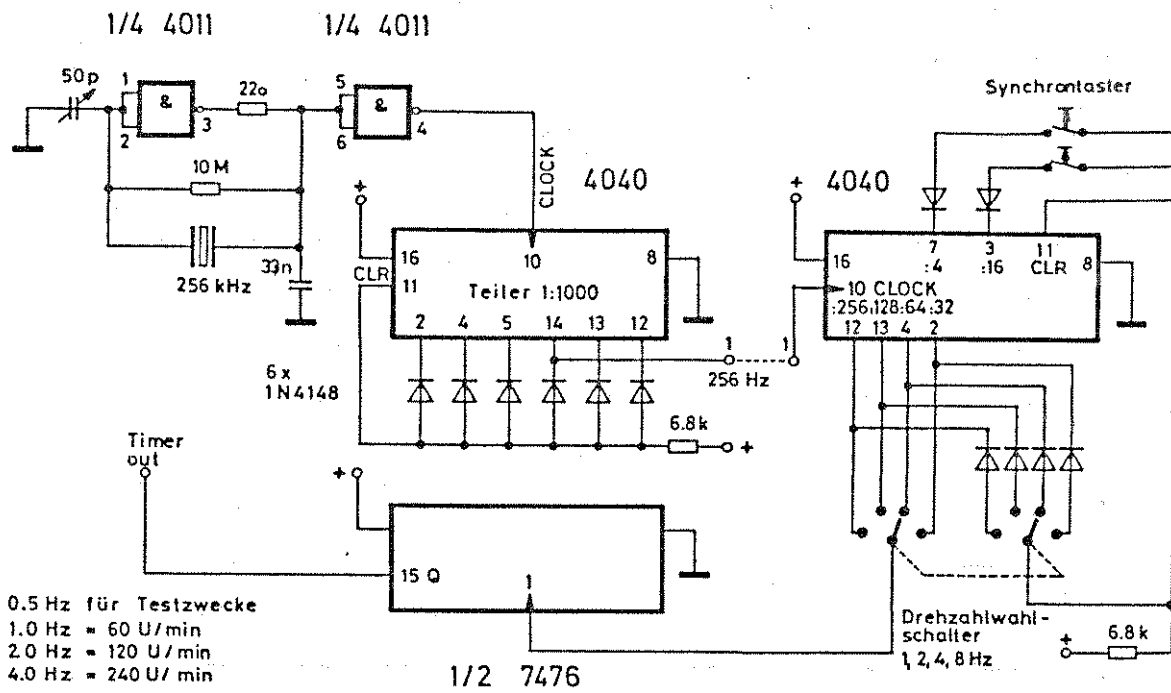 1/4 4011
1/4 4011
50p
1
2
&
3
22o
5
6
&
4
10 M
256 kHz
33n
CLOCK
4040
+
16
CLR
11
10
8
Teiler 1:1000
2 4 5 14 13 12
6 x
1N4148
6.8 k
+
1
256 Hz
1
Synchrontaster
+
4040
16
7
:4
3
:16
11
CLR
8
10 CLOCK
:256:128:64:32
12 13 4 2
Timer
out
+
15 Q
1
1/2 7476
0.5 Hz für Testzwecke
1.0 Hz = 60 U/min
2.0 Hz = 120 U/min
4.0 Hz = 240 U/min
Drehzahlwahl-
schalter
1, 2, 4, 8 Hz
+
6.8 k